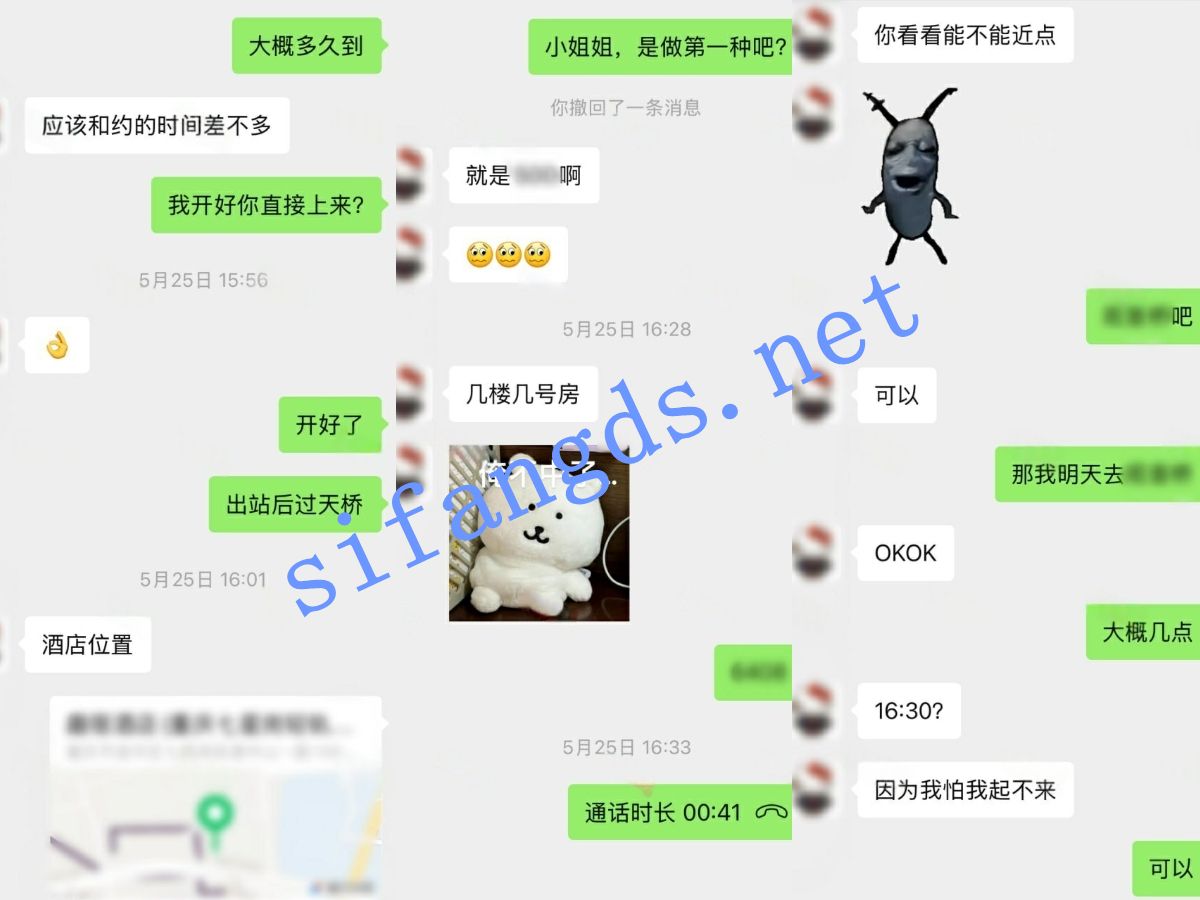 大概多久到
应该和约的时间差不多
我开好你直接上来?
5月25日 15:56
开好了
出站后过天桥
5月25日 16:01
酒店位置
小姐姐，是做第一种吧?
你撤回了一条消息
就是
啊
5月25日 16:28
几楼几号房
俺不中了.
5月25日 16:33
通话时长 00:41
你看看能不能近点
吧
可以
那我明天去
OKOK
大概几点
16:30?
因为我怕我起不来
可以
sifangds.net